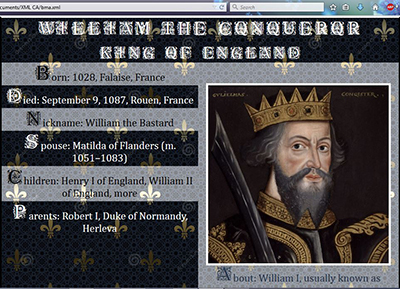 cuments/XML CA/bma.xml
Search
WILLIAM THE CONQUEROR
KING OF ENGLAND
Born: 1028, Falaise, France
Died: September 9, 1087, Rouen, France
Nickname: William the Bastard
Spouse: Matilda of Flanders (m.
1051–1083)
Children: Henry I of England, William II
of England, more
Parents: Robert I, Duke of Normandy,
Herleva
About: William I, usually known as